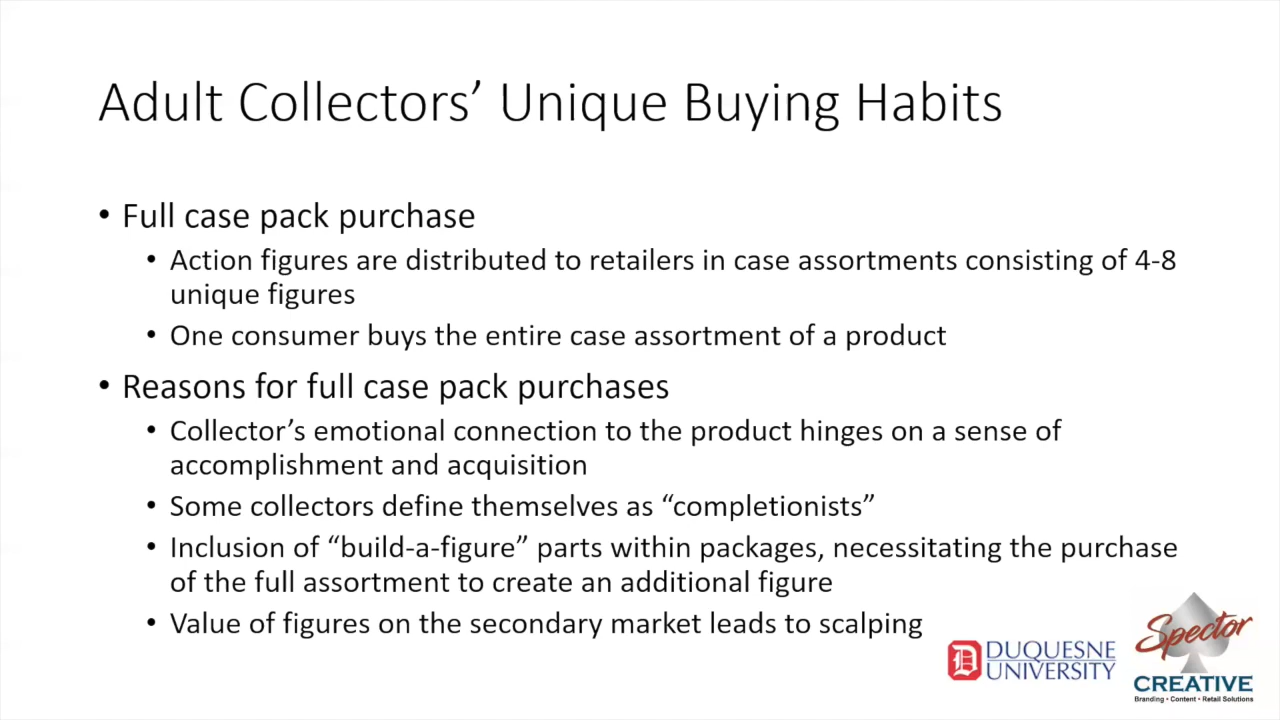 Adult Collectors’ Unique Buying Habits
• Full case pack purchase
• Action figures are distributed to retailers in case assortments consisting of 4-8
unique figures
• One consumer buys the entire case assortment of a product
• Reasons for full case pack purchases
• Collector’s emotional connection to the product hinges on a sense of
accomplishment and acquisition
• Some collectors define themselves as “completionists”
• Inclusion of “build-a-figure” parts within packages, necessitating the purchase
of the full assortment to create an additional figure
• Value of figures on the secondary market leads to scalping
D DUQUESNE
UNIVERSITY
Spector
CREATIVE
Branding • Content • Retail Solutions